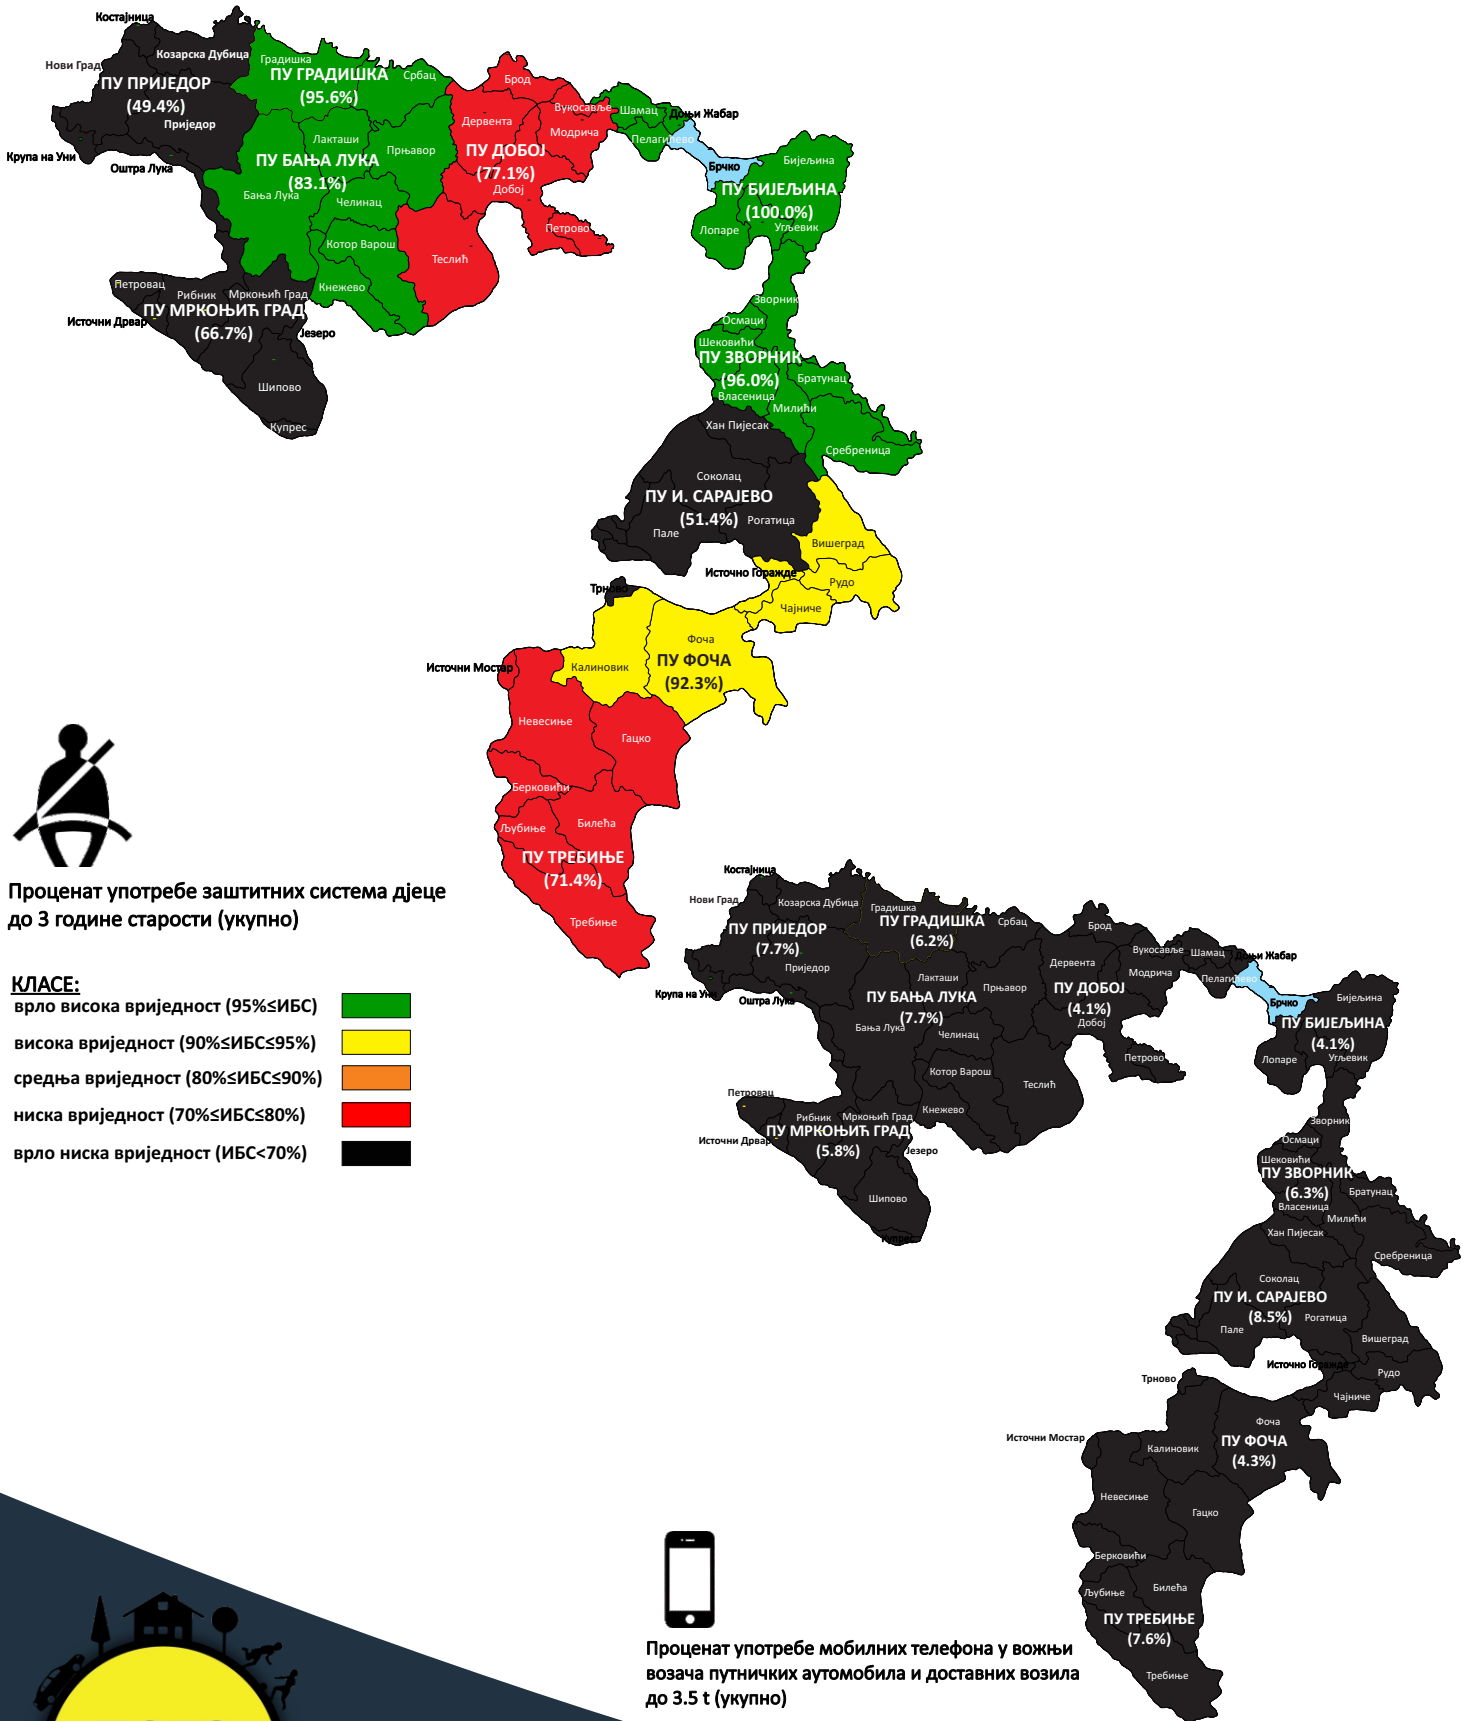 Костајница
Козарска Дубица
Нови Град
ПУ ПРИЈЕДОР
(49.4%)
Приједор
Крупа на Уни
Оштра Лука
Градишка
ПУ ГРАДИШКА
(95.6%)
Србац
Лакташи
Прњавор
ПУ БАЊА ЛУКА
(83.1%)
Бања Лука
Челинац
Котор Варош
Кнежево
Брод
Вукосавље
Дервента
Модрича
ПУ ДОБОЈ
(77.1%)
Добој
Петрово
Теслић
Шамац
Доњи Жабар
Пелагићево
Брчко
Бијељина
ПУ БИЈЕЉИНА
(100.0%)
Лопаре
Угљевик
Петровац
Рибник
Мркоњић Град
ПУ МРКОЊИЋ ГРАД
(66.7%)
Источни Дрвар
Језеро
Шипово
Купрес
Зворник
Осмаци
Шековићи
ПУ ЗВОРНИК
(96.0%)
Братунац
Власеница
Милићи
Сребреница
Хан Пијесак
Соколац
ПУ И. САРАЈЕВО
(51.4%)
Рогатица
Пале
Вишеград
Источно Горажде
Рудо
Чајниче
Трново
Фоча
ПУ ФОЧА
(92.3%)
Калиновик
Источни Мостар
Невесиње
Гацко
Берковићи
Љубиње
Билећа
ПУ ТРЕБИЊЕ
(71.4%)
Требиње
Проценат употребе заштитних система дјеце
до 3 године старости (укупно)
КЛАСЕ:
врло висока вриједност (95%≤ИБС)
висока вриједност (90%≤ИБС≤95%)
средња вриједност (80%≤ИБС≤90%)
ниска вриједност (70%≤ИБС≤80%)
врло ниска вриједност (ИБС<70%)
Костајница
Нови Град
Козарска Дубица
ПУ ПРИЈЕДОР
(7.7%)
Приједор
Крупа на Уни
Оштра Лука
Градишка
ПУ ГРАДИШКА
(6.2%)
Србац
Лакташи
Прњавор
ПУ БАЊА ЛУКА
(7.7%)
Бања Лука
Челинац
Котор Варош
Кнежево
Брод
Вукосавље
Дервента
Модрича
ПУ ДОБОЈ
(4.1%)
Добој
Петрово
Теслић
Шамац
Доњи Жабар
Пелагићево
Брчко
Бијељина
ПУ БИЈЕЉИНА
(4.1%)
Лопаре
Угљевик
Петровац
Рибник
Мркоњић Град
ПУ МРКОЊИЋ ГРАД
(5.8%)
Источни Дрвар
Језеро
Шипово
Купрес
Зворник
Осмаци
Шековићи
ПУ ЗВОРНИК
(6.3%)
Братунац
Власеница
Милићи
Хан Пијесак
Сребреница
Соколац
ПУ И. САРАЈЕВО
(8.5%)
Рогатица
Пале
Вишеград
Источно Горажде
Рудо
Чајниче
Трново
Фоча
ПУ ФОЧА
(4.3%)
Калиновик
Источни Мостар
Невесиње
Гацко
Берковићи
Љубиње
Билећа
ПУ ТРЕБИЊЕ
(7.6%)
Требиње
Проценат употребе мобилних телефона у вожњи
возача путничких аутомобила и доставних возила
до 3.5 t (укупно)